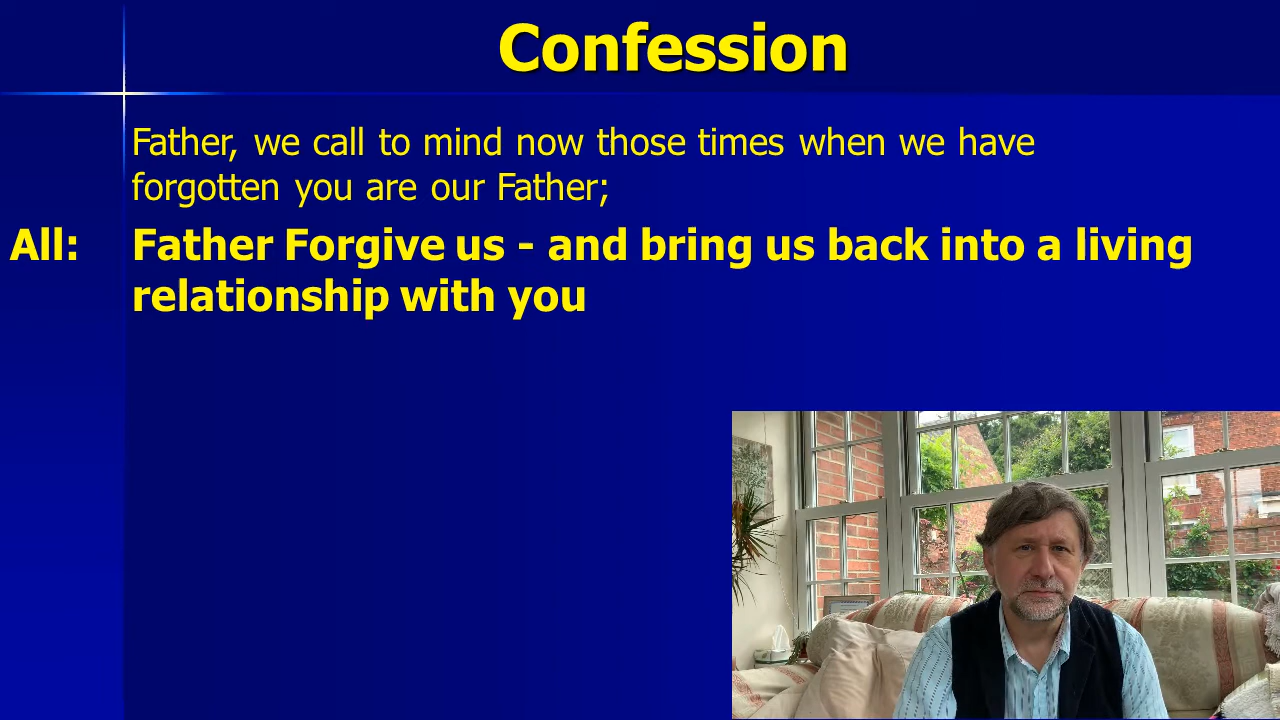 Confession
Father, we call to mind now those times when we have
forgotten you are our Father;
All: Father Forgive us - and bring us back into a living
relationship with you